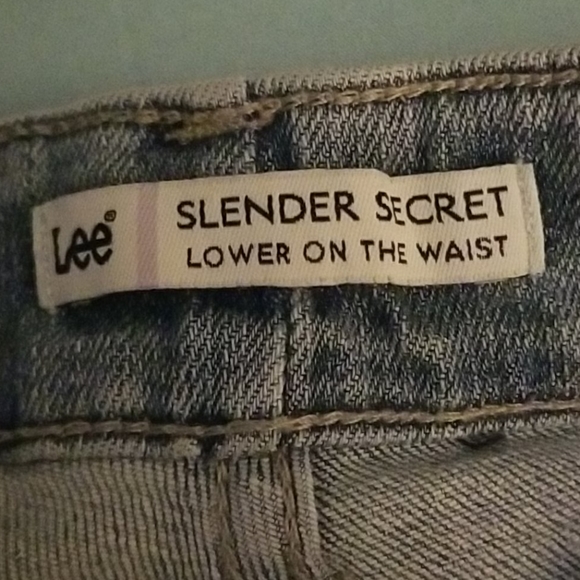 Lee®
SLENDER SECRET
LOWER ON THE WAIST